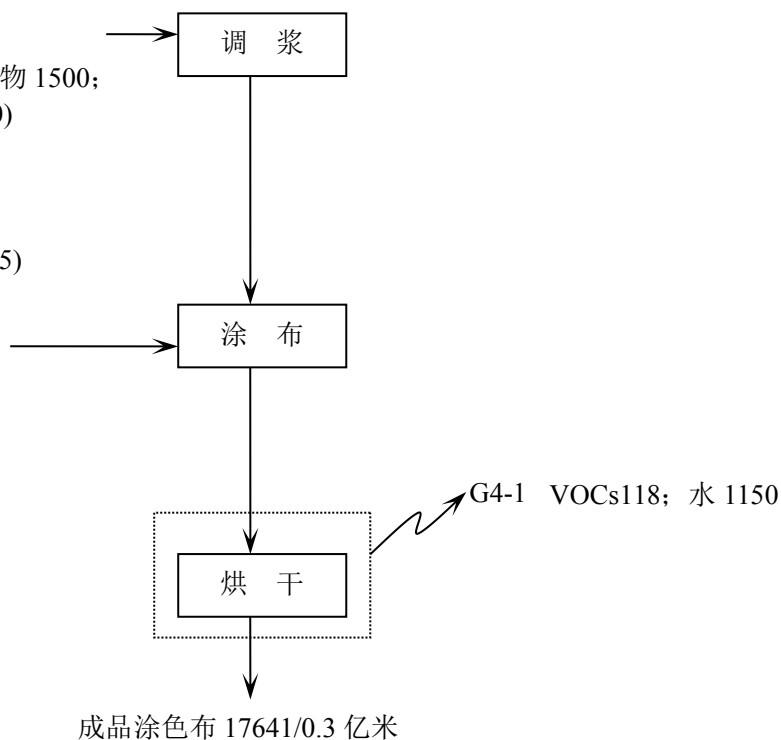 调 浆
物 1500；
)
5)
涂 布
G4-1 VOCs118；水 1150
烘 干
成品涂色布 17641/0.3 亿米